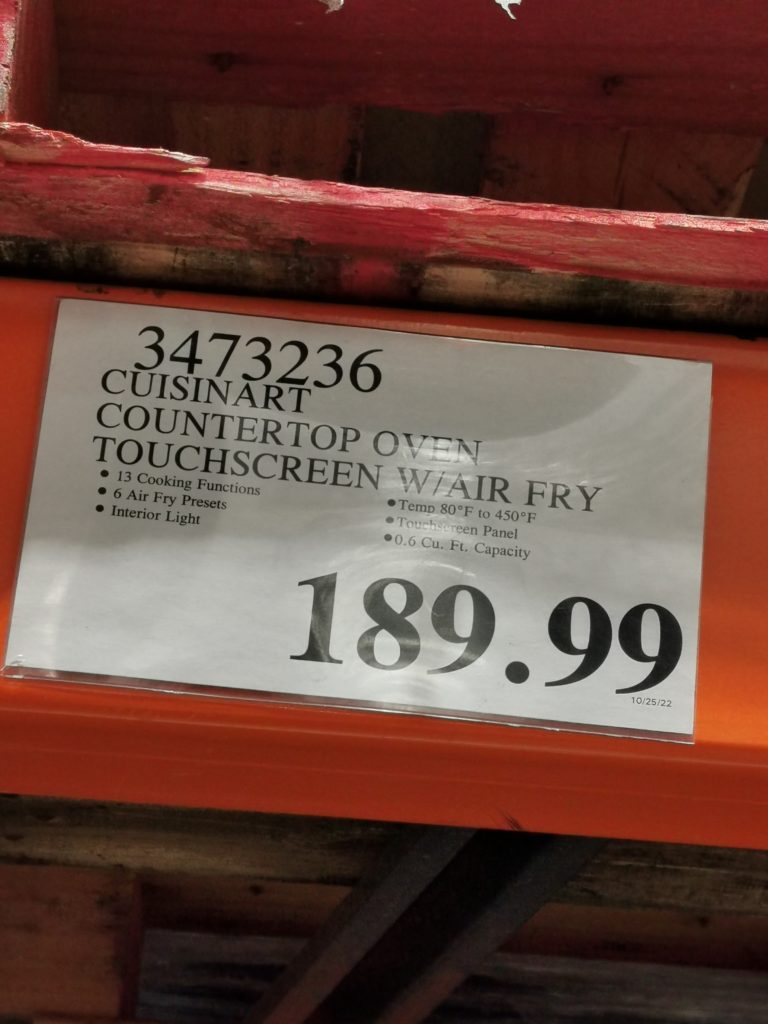 3473236
CUISINART
COUNTERTOP OVEN
TOUCHSCREEN W/AIR FRY
• 13 Cooking Functions
• 6 Air Fry Presets
• Interior Light
• Temp 80°F to 450°F
• Touchscreen Panel
• 0.6 Cu. Ft. Capacity
189.99
10/25/22